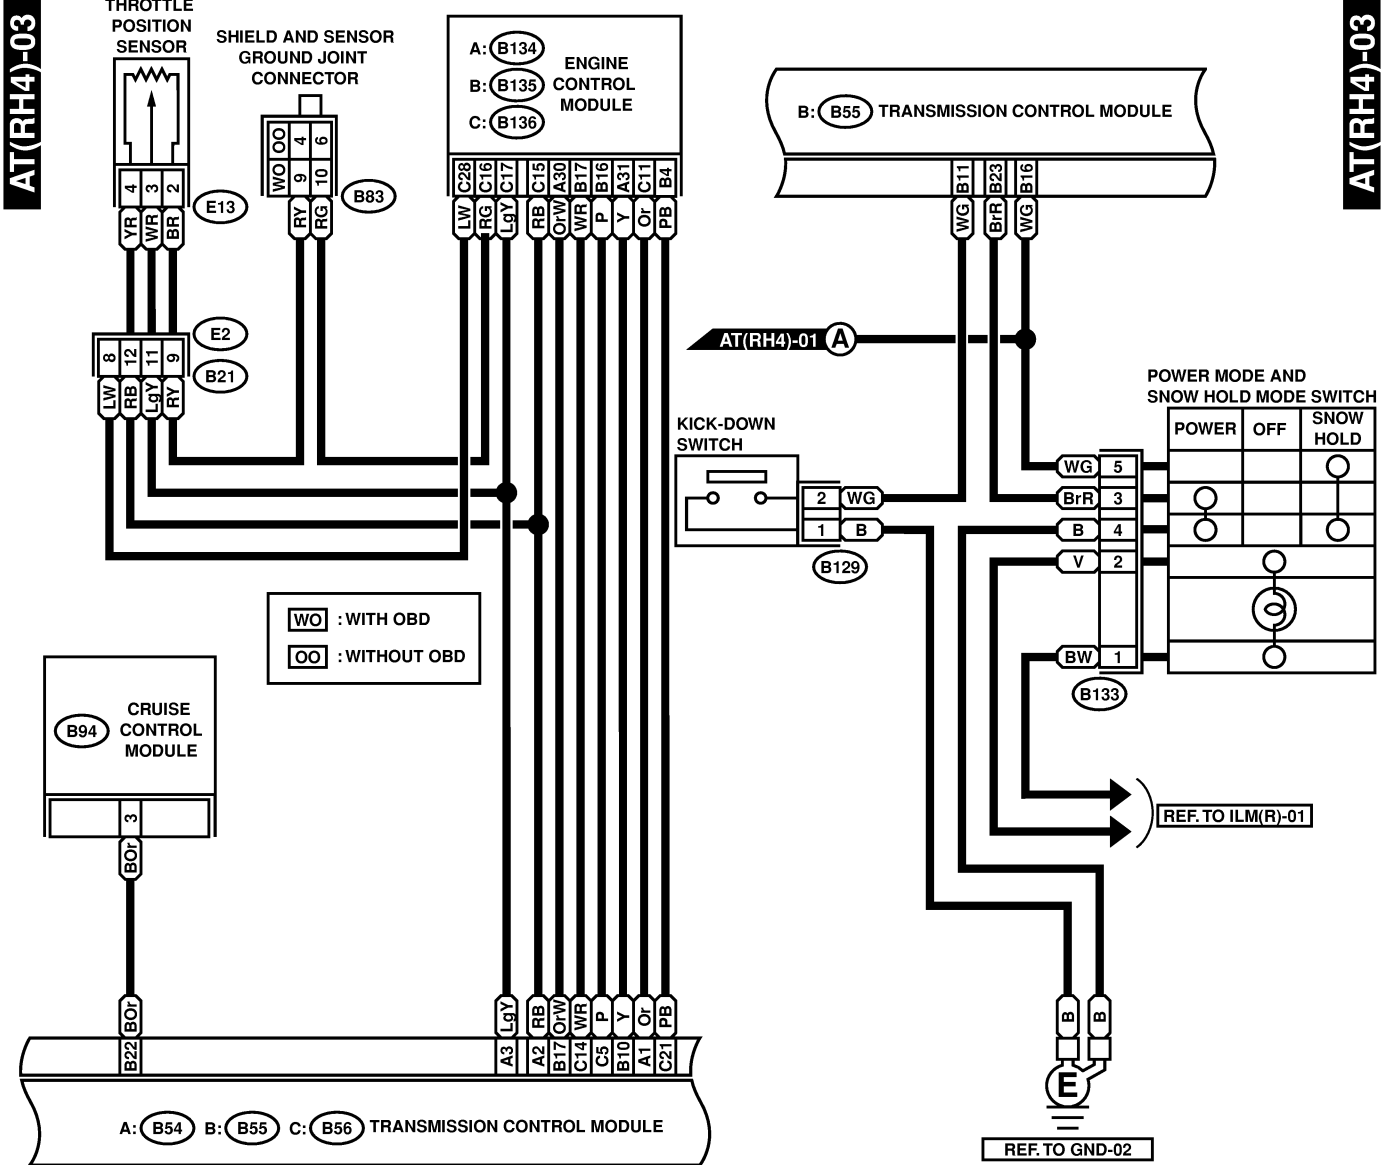 AT(RH4)-03
AT(RH4)-03
THROTTLE
POSITION
SENSOR
4 3 2
E13
YR WR BR
SHIELD AND SENSOR
GROUND JOINT
CONNECTOR
OO 4 6
WO 9 10
B83
RY RG
A: B134
B: B135
C: B136
ENGINE
CONTROL
MODULE
C28 C16 C17 C15 A30 B17 B16 A31 C11 B4
LW RG LgY RB OrW WR P Y Or PB
B: B55 TRANSMISSION CONTROL MODULE
B11 B23 B16
WG BrR WG
E2
8 12 11 9
B21
LW RB LgY RY
AT(RH4)-01 A
KICK-DOWN
SWITCH
2 WG
1 B
B129
POWER MODE AND
SNOW HOLD MODE SWITCH
POWER OFF SNOW
HOLD
WG 5
BrR 3
B 4
V 2
BW 1
B133
WO : WITH OBD
OO : WITHOUT OBD
B94
CRUISE
CONTROL
MODULE
3
BOr
REF. TO ILM(R)-01
BOr LgY RB OrW WR P Y Or PB
B22 A3 A2 B17 C14 C5 B10 A1 C21
A: B54 B: B55 C: B56 TRANSMISSION CONTROL MODULE
B B
E
REF. TO GND-02